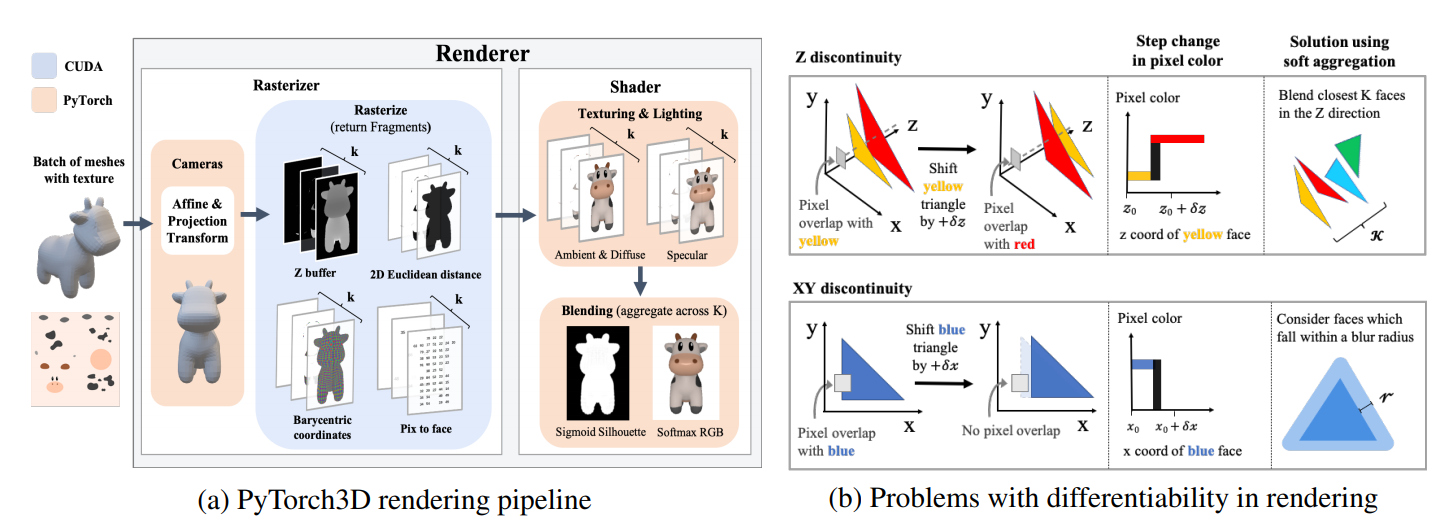 CUDA
PyTorch
Batch of meshes
with texture
Renderer
Rasterizer
Cameras
Affine &
Projection
Transform
Rasterize
(return Fragments)
k
k
Z buffer
2D Euclidean distance
k
k
Barycentric
coordinates
Pix to face
Shader
Texturing & Lighting
k
k
Ambient & Diffuse
Specular
Blending (aggregate across K)
Sigmoid Silhouette
Softmax RGB
(a) PyTorch3D rendering pipeline
Z discontinuity
Step change
in pixel color
Solution using
soft aggregation
y
z
x
Pixel
overlap with
yellow
Shift
yellow
triangle
by +δz
y
z
x
Pixel
overlap
with red
Pixel color
z₀
z₀ + δz
z coord of yellow face
Blend closest K faces
in the Z direction
K
XY discontinuity
y
x
Pixel overlap
with blue
Shift blue
triangle
by +δx
y
x
No pixel overlap
Pixel color
x₀
x₀ + δx
x coord of blue face
Consider faces which
fall within a blur radius
r
(b) Problems with differentiability in rendering